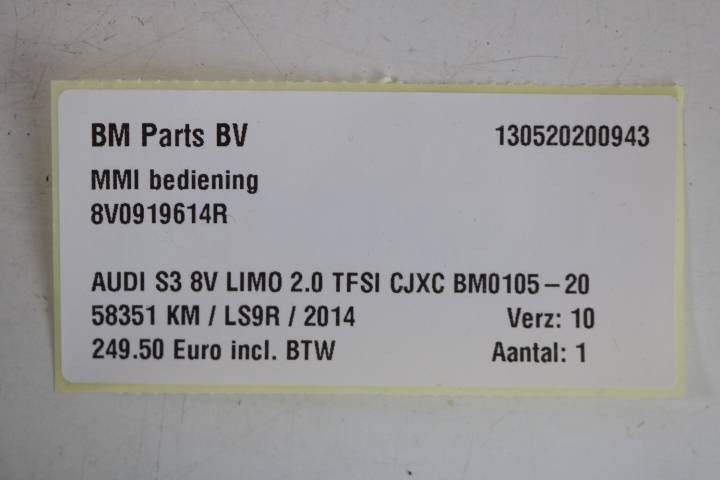 BM Parts BV 130520200943
MMI bediening
8V0919614R
AUDI S3 8V LIMO 2.0 TFSI CJXC BM0105-20
58351 KM / LS9R / 2014 Verz: 10
249.50 Euro incl. BTW Aantal: 1